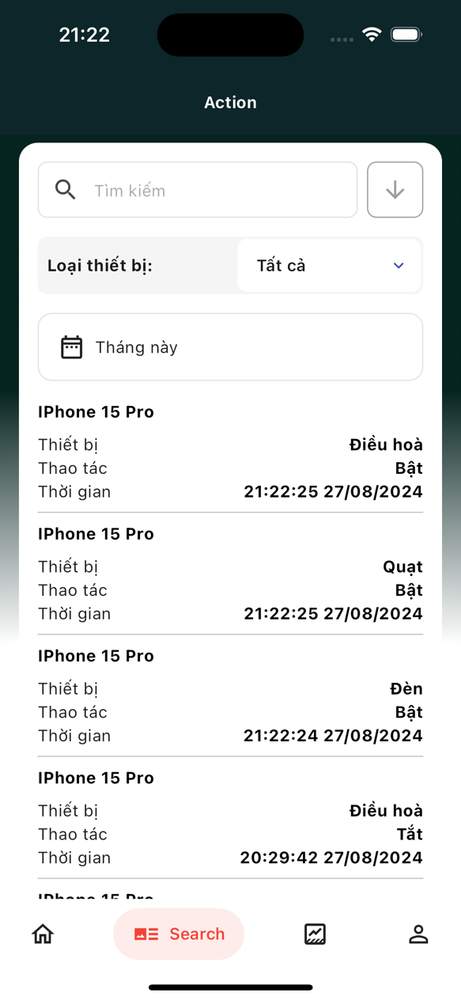 21:22
Action
Tìm kiếm
Loại thiết bị: Tất cả
Tháng này
IPhone 15 Pro
Thiết bị Điều hoà
Thao tác Bật
Thời gian 21:22:25 27/08/2024
IPhone 15 Pro
Thiết bị Quạt
Thao tác Bật
Thời gian 21:22:25 27/08/2024
IPhone 15 Pro
Thiết bị Đèn
Thao tác Bật
Thời gian 21:22:24 27/08/2024
IPhone 15 Pro
Thiết bị Điều hoà
Thao tác Tắt
Thời gian 20:29:42 27/08/2024
IPhone 15 Pro
Search